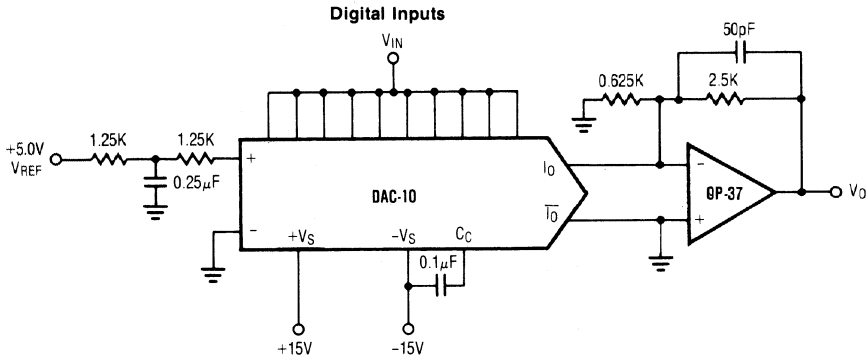 Digital Inputs
V_IN
50pF
0.625K
2.5K
+5.0V
V_REF
1.25K
1.25K
0.25μF
+
-
DAC-10
I_O
\overline{I_O}
+V_S
-V_S
C_C
0.1μF
+15V
-15V
-
+
OP-37
V_O